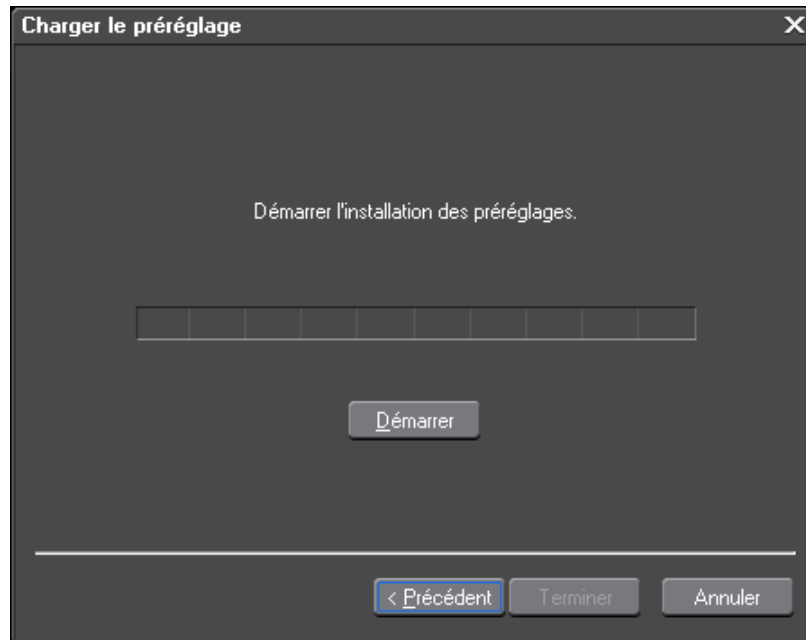 Charger le préréglage
Démarrer l'installation des préréglages.
Démarrer
< Précédent Terminer Annuler